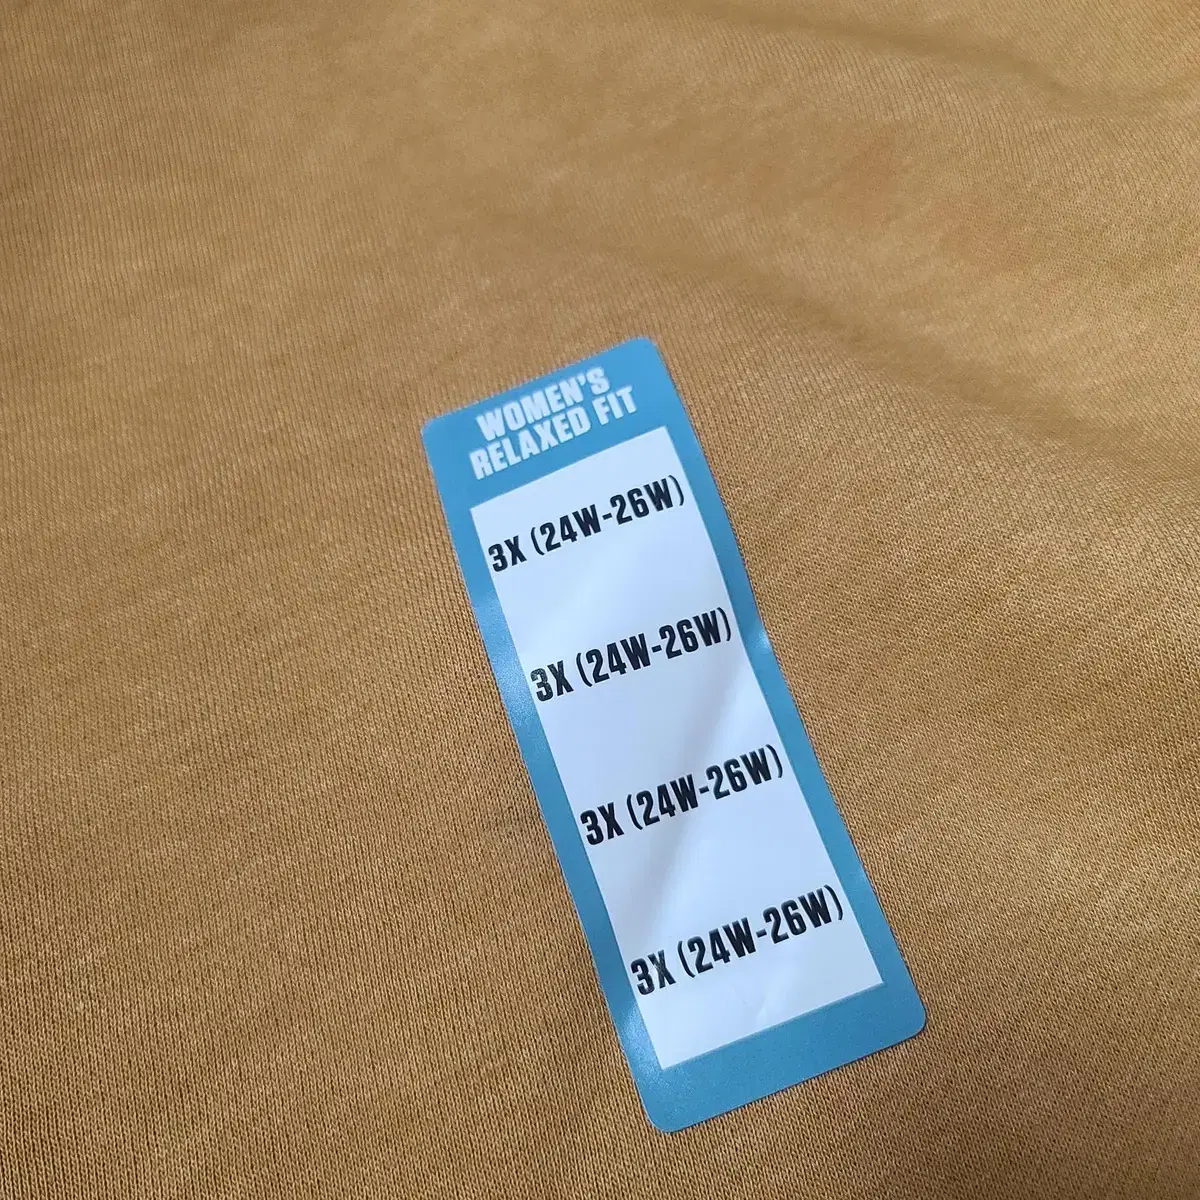 WOMEN'S
RELAXED FIT
3X (24W-26W)
3X (24W-26W)
3X (24W-26W)
3X (24W-26W)